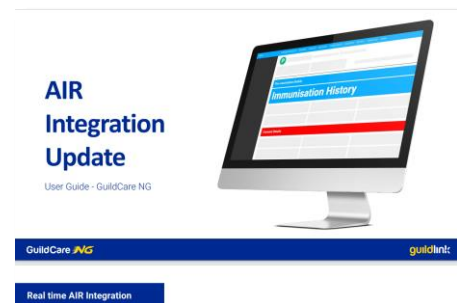 AIR
Integration
Update
User Guide - GuildCare NG
Immunisation History
GuildCare NG
guildlink
Real time AIR Integration